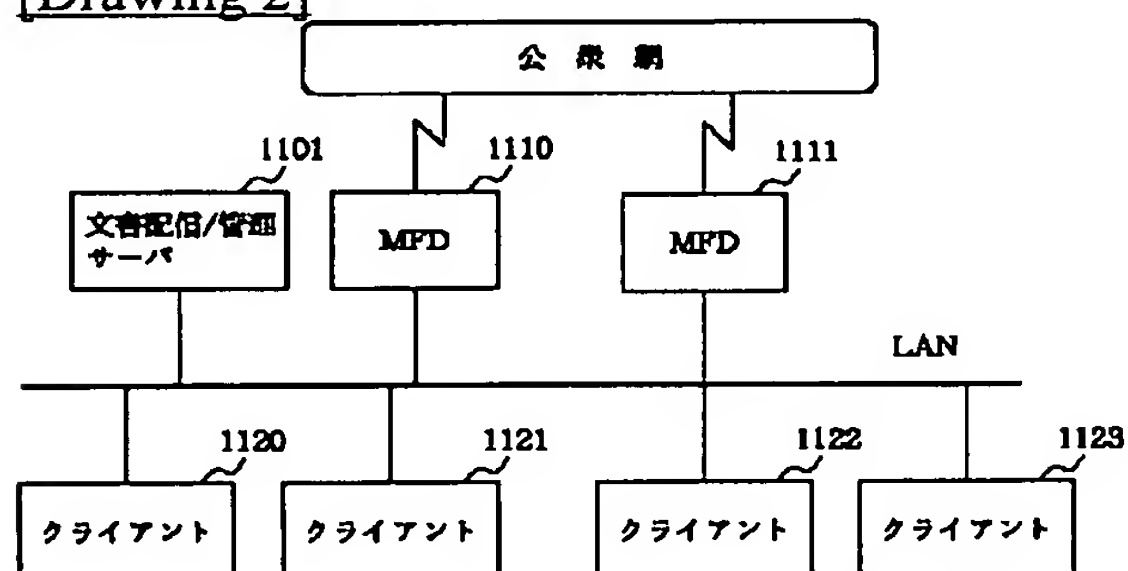 [Drawing 2]
公衆網
1101
1110
1111
文書配信/管理
サーバ
MFD
MFD
LAN
1120
1121
1122
1123
クライアント
クライアント
クライアント
クライアント